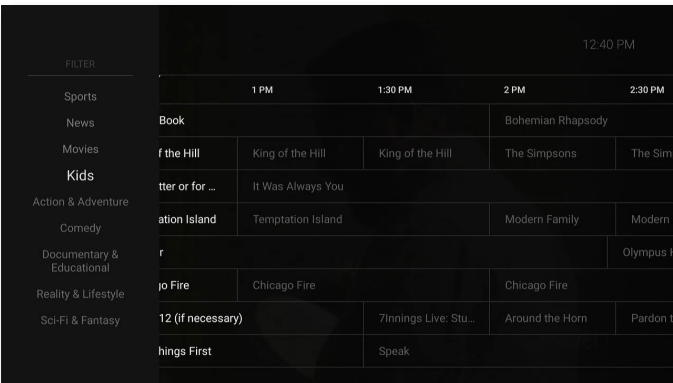 12:40 PM
FILTER
Sports
News
Movies
Kids
Action & Adventure
Comedy
Documentary &
Educational
Reality & Lifestyle
Sci-Fi & Fantasy
1 PM 1:30 PM 2 PM 2:30 PM
Book Bohemian Rhapsody
f the Hill King of the Hill King of the Hill The Simpsons The Sim
tter or for ... It Was Always You
ation Island Temptation Island Modern Family Modern
r Olympus H
go Fire Chicago Fire Chicago Fire
12 (if necessary) 7Innings Live: Stu... Around the Horn Pardon t
hings First Speak